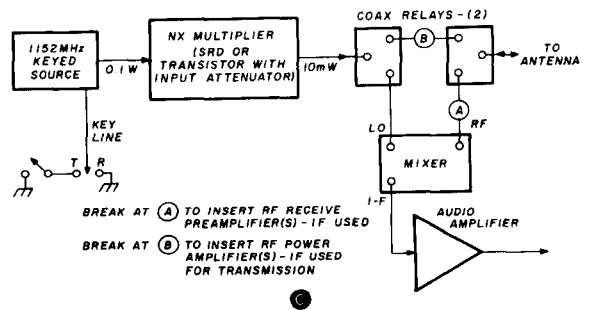 COAX RELAYS-(2)
1152MHz
KEYED
SOURCE
0.1W
NX MULTIPLIER
(SRD OR
TRANSISTOR WITH
INPUT ATTENUATOR)
10mW
B
TO
ANTENNA
KEY
LINE
A
LO
RF
T
R
MIXER
I-F
BREAK AT A TO INSERT RF RECEIVE
PREAMPLIFIER(S)-IF USED
BREAK AT B TO INSERT RF POWER
AMPLIFIER(S)-IF USED
FOR TRANSMISSION
AUDIO
AMPLIFIER
C